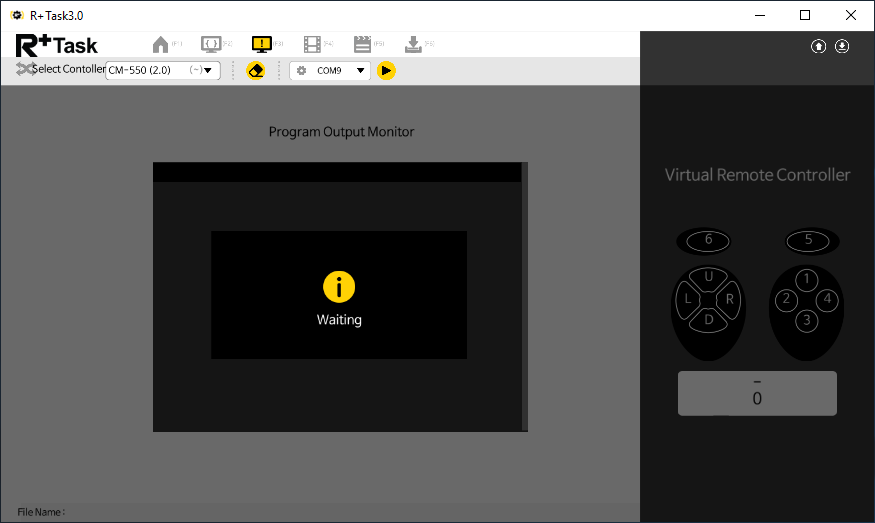 R+ Task3.0
R+Task
(F1) (F2) (F3) (F4) (F5) (F6)
Select Contoller CM-550 (2.0) (-) COM9
Program Output Monitor
Waiting
Virtual Remote Controller
6 5
U
L R
D
1
2 4
3
-
0
File Name :